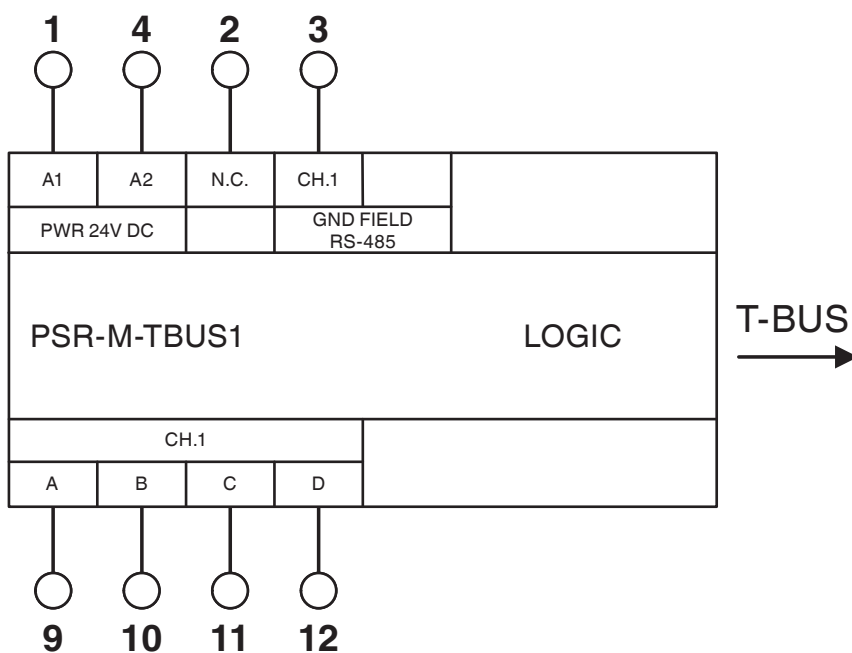 1 4 2 3
A1 A2 N.C. CH.1
PWR 24V DC GND FIELD
RS-485
PSR-M-TBUS1 LOGIC T-BUS
CH.1
A B C D
9 10 11 12